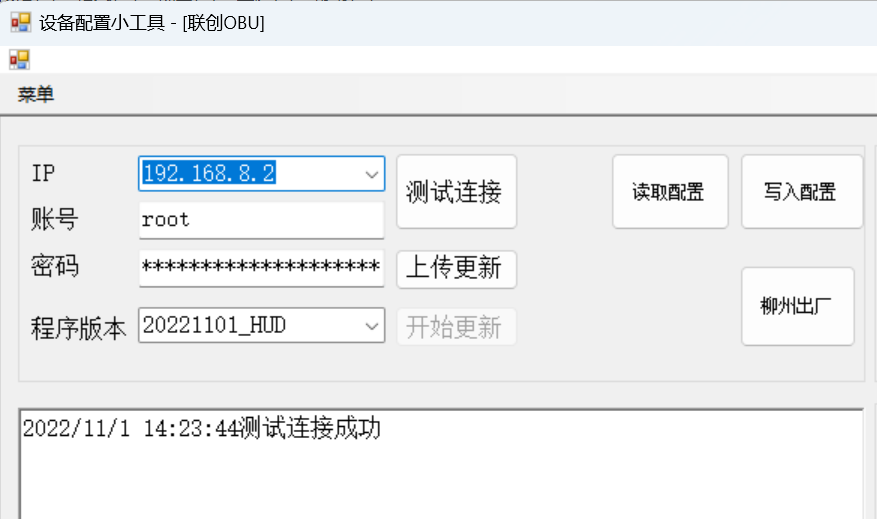 设备配置小工具 - [联创OBU]
菜单
IP 192.168.8.2 测试连接 读取配置 写入配置
账号 root
密码 ******************** 上传更新
柳州出厂
程序版本 20221101_HUD 开始更新
2022/11/1 14:23:44测试连接成功